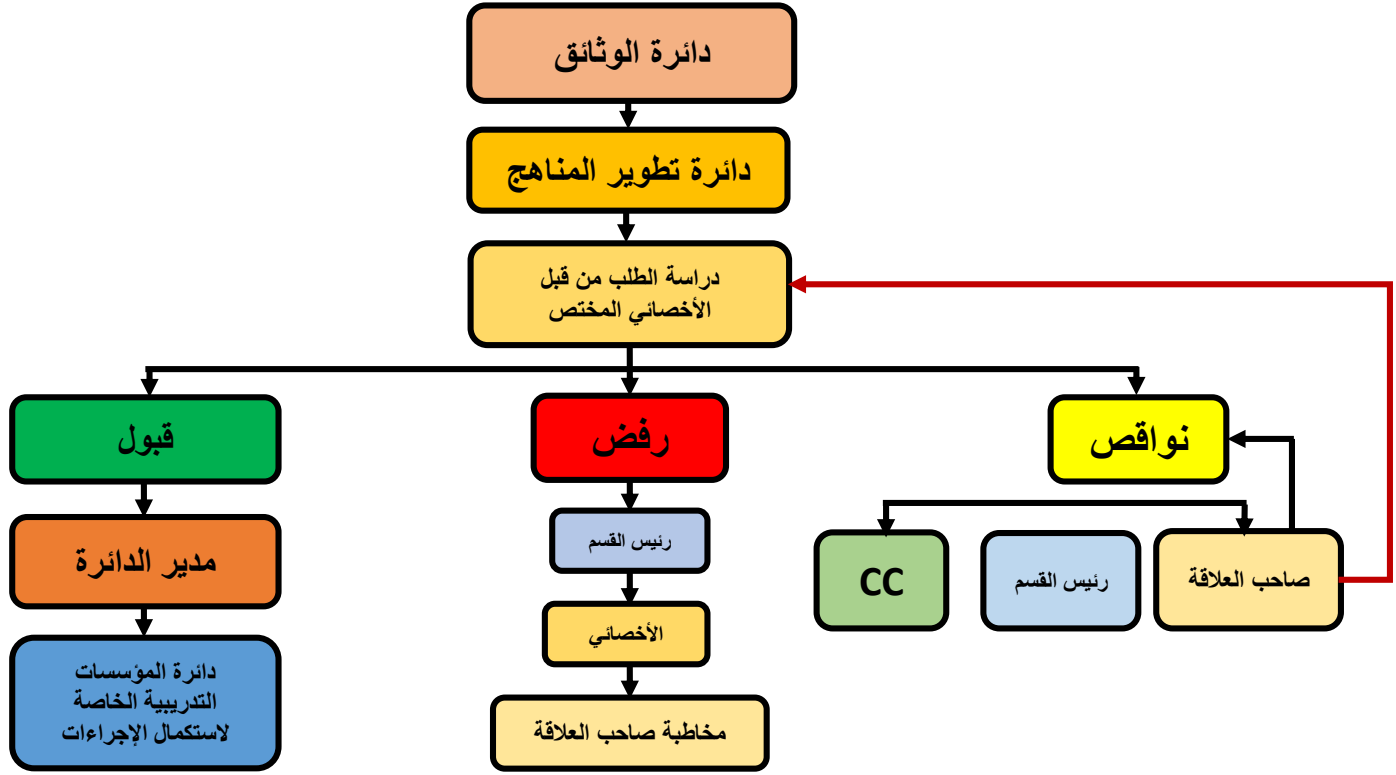 دائرة الوثائق
دائرة تطوير المناهج
دراسة الطلب من قبل
الأخصائي المختص
نواقص
رفض
قبول
صاحب العلاقة
رئيس القسم
CC
رئيس القسم
الأخصائي
مخاطبة صاحب العلاقة
مدير الدائرة
دائرة المؤسسات
التدريبية الخاصة
لاستكمال الإجراءات